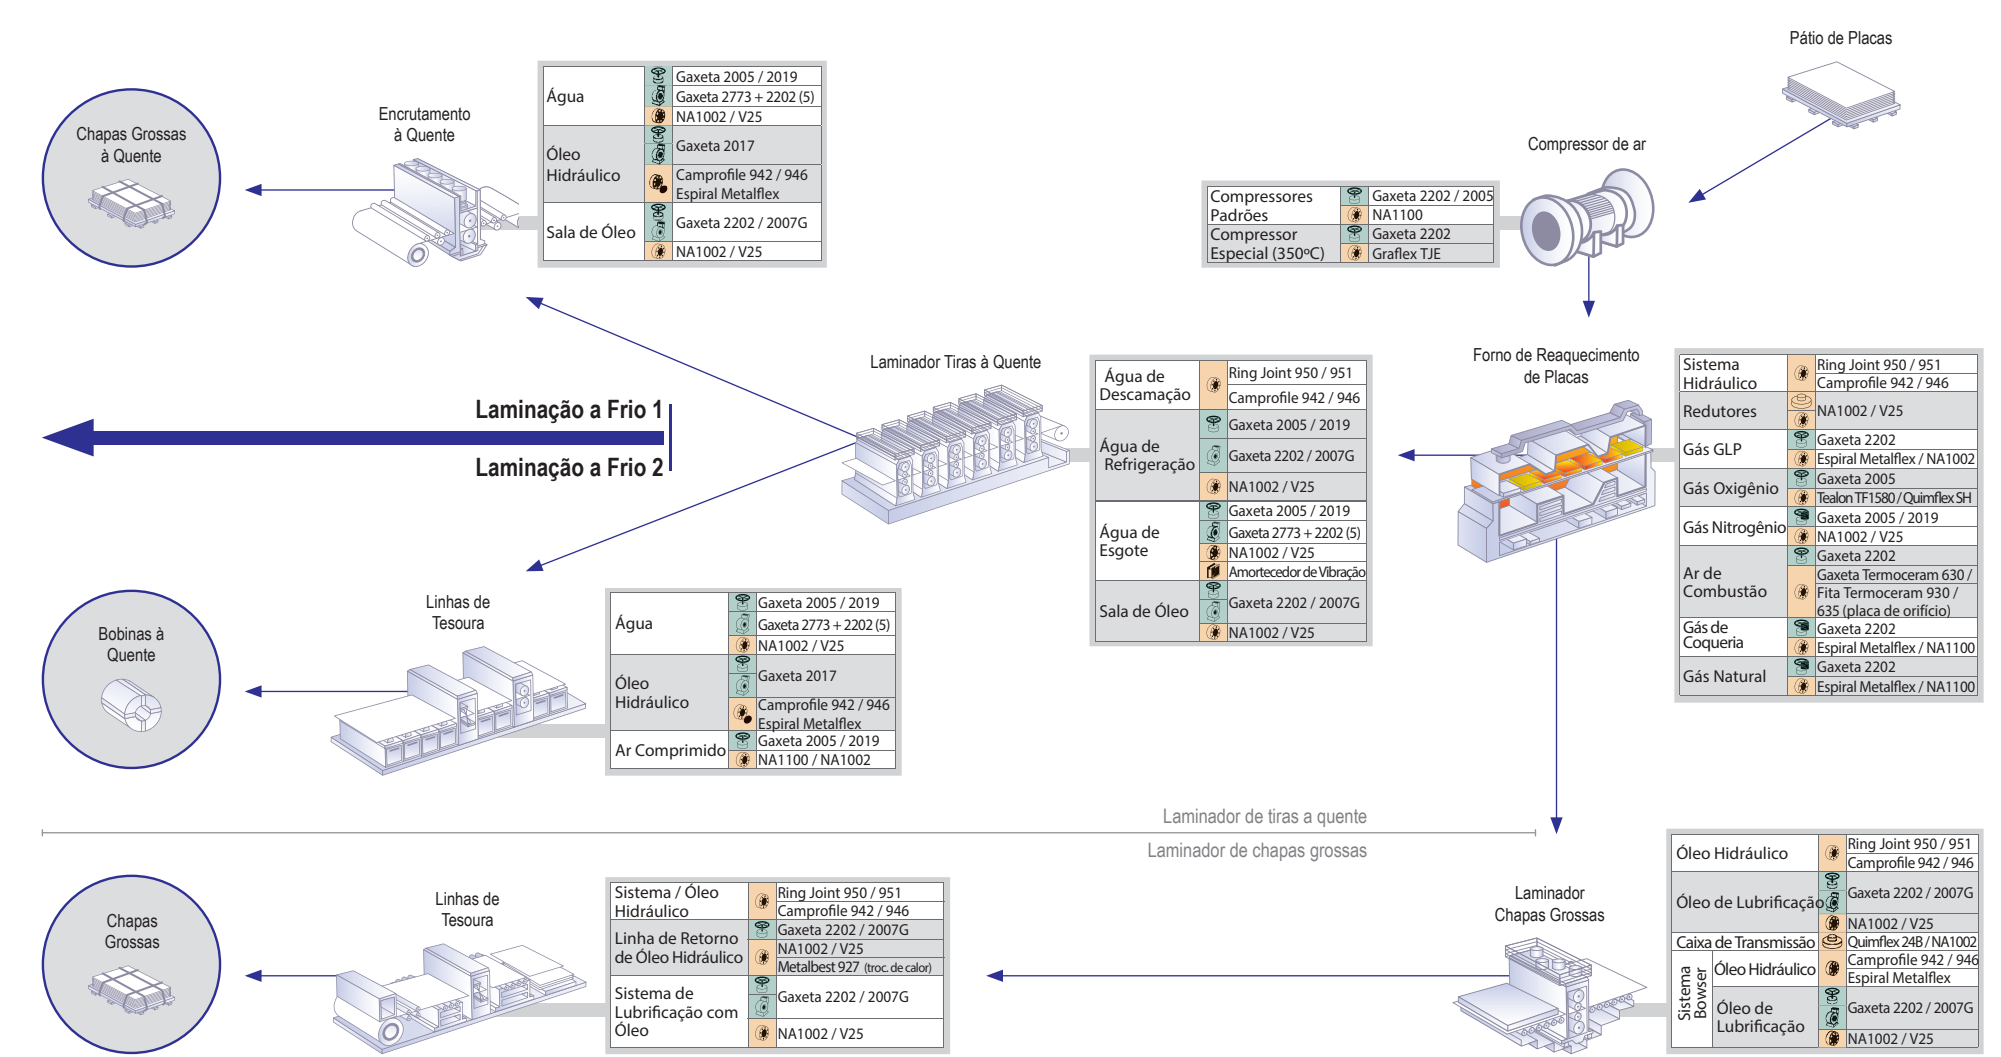 Pátio de Placas
Compressor de ar
Compressores
Padrões
Gaxeta 2202 / 2005
NA1100
Compressor
Especial (350ºC)
Gaxeta 2202
Graflex TJE
Encrutamento
à Quente
Chapas Grossas
à Quente
Água
Gaxeta 2005 / 2019
Gaxeta 2773 + 2202 (5)
NA1002 / V25
Óleo
Hidráulico
Gaxeta 2017
Camprofile 942 / 946
Espiral Metalflex
Sala de Óleo
Gaxeta 2202 / 2007G
NA1002 / V25
Laminação a Frio 1
Laminação a Frio 2
Laminador Tiras à Quente
Água de
Descamação
Ring Joint 950 / 951
Camprofile 942 / 946
Água de
Refrigeração
Gaxeta 2005 / 2019
Gaxeta 2202 / 2007G
NA1002 / V25
Água de
Esgote
Gaxeta 2005 / 2019
Gaxeta 2773 + 2202 (5)
NA1002 / V25
Amortecedor de Vibração
Sala de Óleo
Gaxeta 2202 / 2007G
NA1002 / V25
Forno de Reaquecimento
de Placas
Sistema
Hidráulico
Ring Joint 950 / 951
Camprofile 942 / 946
Redutores
NA1002 / V25
Gás GLP
Gaxeta 2202
Espiral Metalflex / NA1002
Gás Oxigênio
Gaxeta 2005
Tealon TF1580 / Quimflex SH
Gás Nitrogênio
Gaxeta 2005 / 2019
NA1002 / V25
Ar de
Combustão
Gaxeta 2202
Gaxeta Termoceram 630 /
Fita Termoceram 930 /
635 (placa de orifício)
Gás de
Coqueria
Gaxeta 2202
Espiral Metalflex / NA1100
Gás Natural
Gaxeta 2202
Espiral Metalflex / NA1100
Bobinas à
Quente
Linhas de
Tesoura
Água
Gaxeta 2005 / 2019
Gaxeta 2773 + 2202 (5)
NA1002 / V25
Óleo
Hidráulico
Gaxeta 2017
Camprofile 942 / 946
Espiral Metalflex
Ar Comprimido
Gaxeta 2005 / 2019
NA1100 / NA1002
Laminador de tiras a quente
Laminador de chapas grossas
Chapas
Grossas
Linhas de
Tesoura
Sistema / Óleo
Hidráulico
Ring Joint 950 / 951
Camprofile 942 / 946
Linha de Retorno
de Óleo Hidráulico
Gaxeta 2202 / 2007G
NA1002 / V25
Metalbest 927 (troc. de calor)
Sistema de
Lubrificação com
Óleo
Gaxeta 2202 / 2007G
NA1002 / V25
Laminador
Chapas Grossas
Óleo Hidráulico
Ring Joint 950 / 951
Camprofile 942 / 946
Óleo de Lubrificação
Gaxeta 2202 / 2007G
NA1002 / V25
Caixa de Transmissão
Quimflex 24B / NA1002
Sistema
Bowser
Óleo Hidráulico
Camprofile 942 / 946
Espiral Metalflex
Óleo de
Lubrificação
Gaxeta 2202 / 2007G
NA1002 / V25